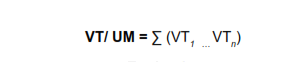 VT/ UM = ∑ (VT₁ ... VTₙ)